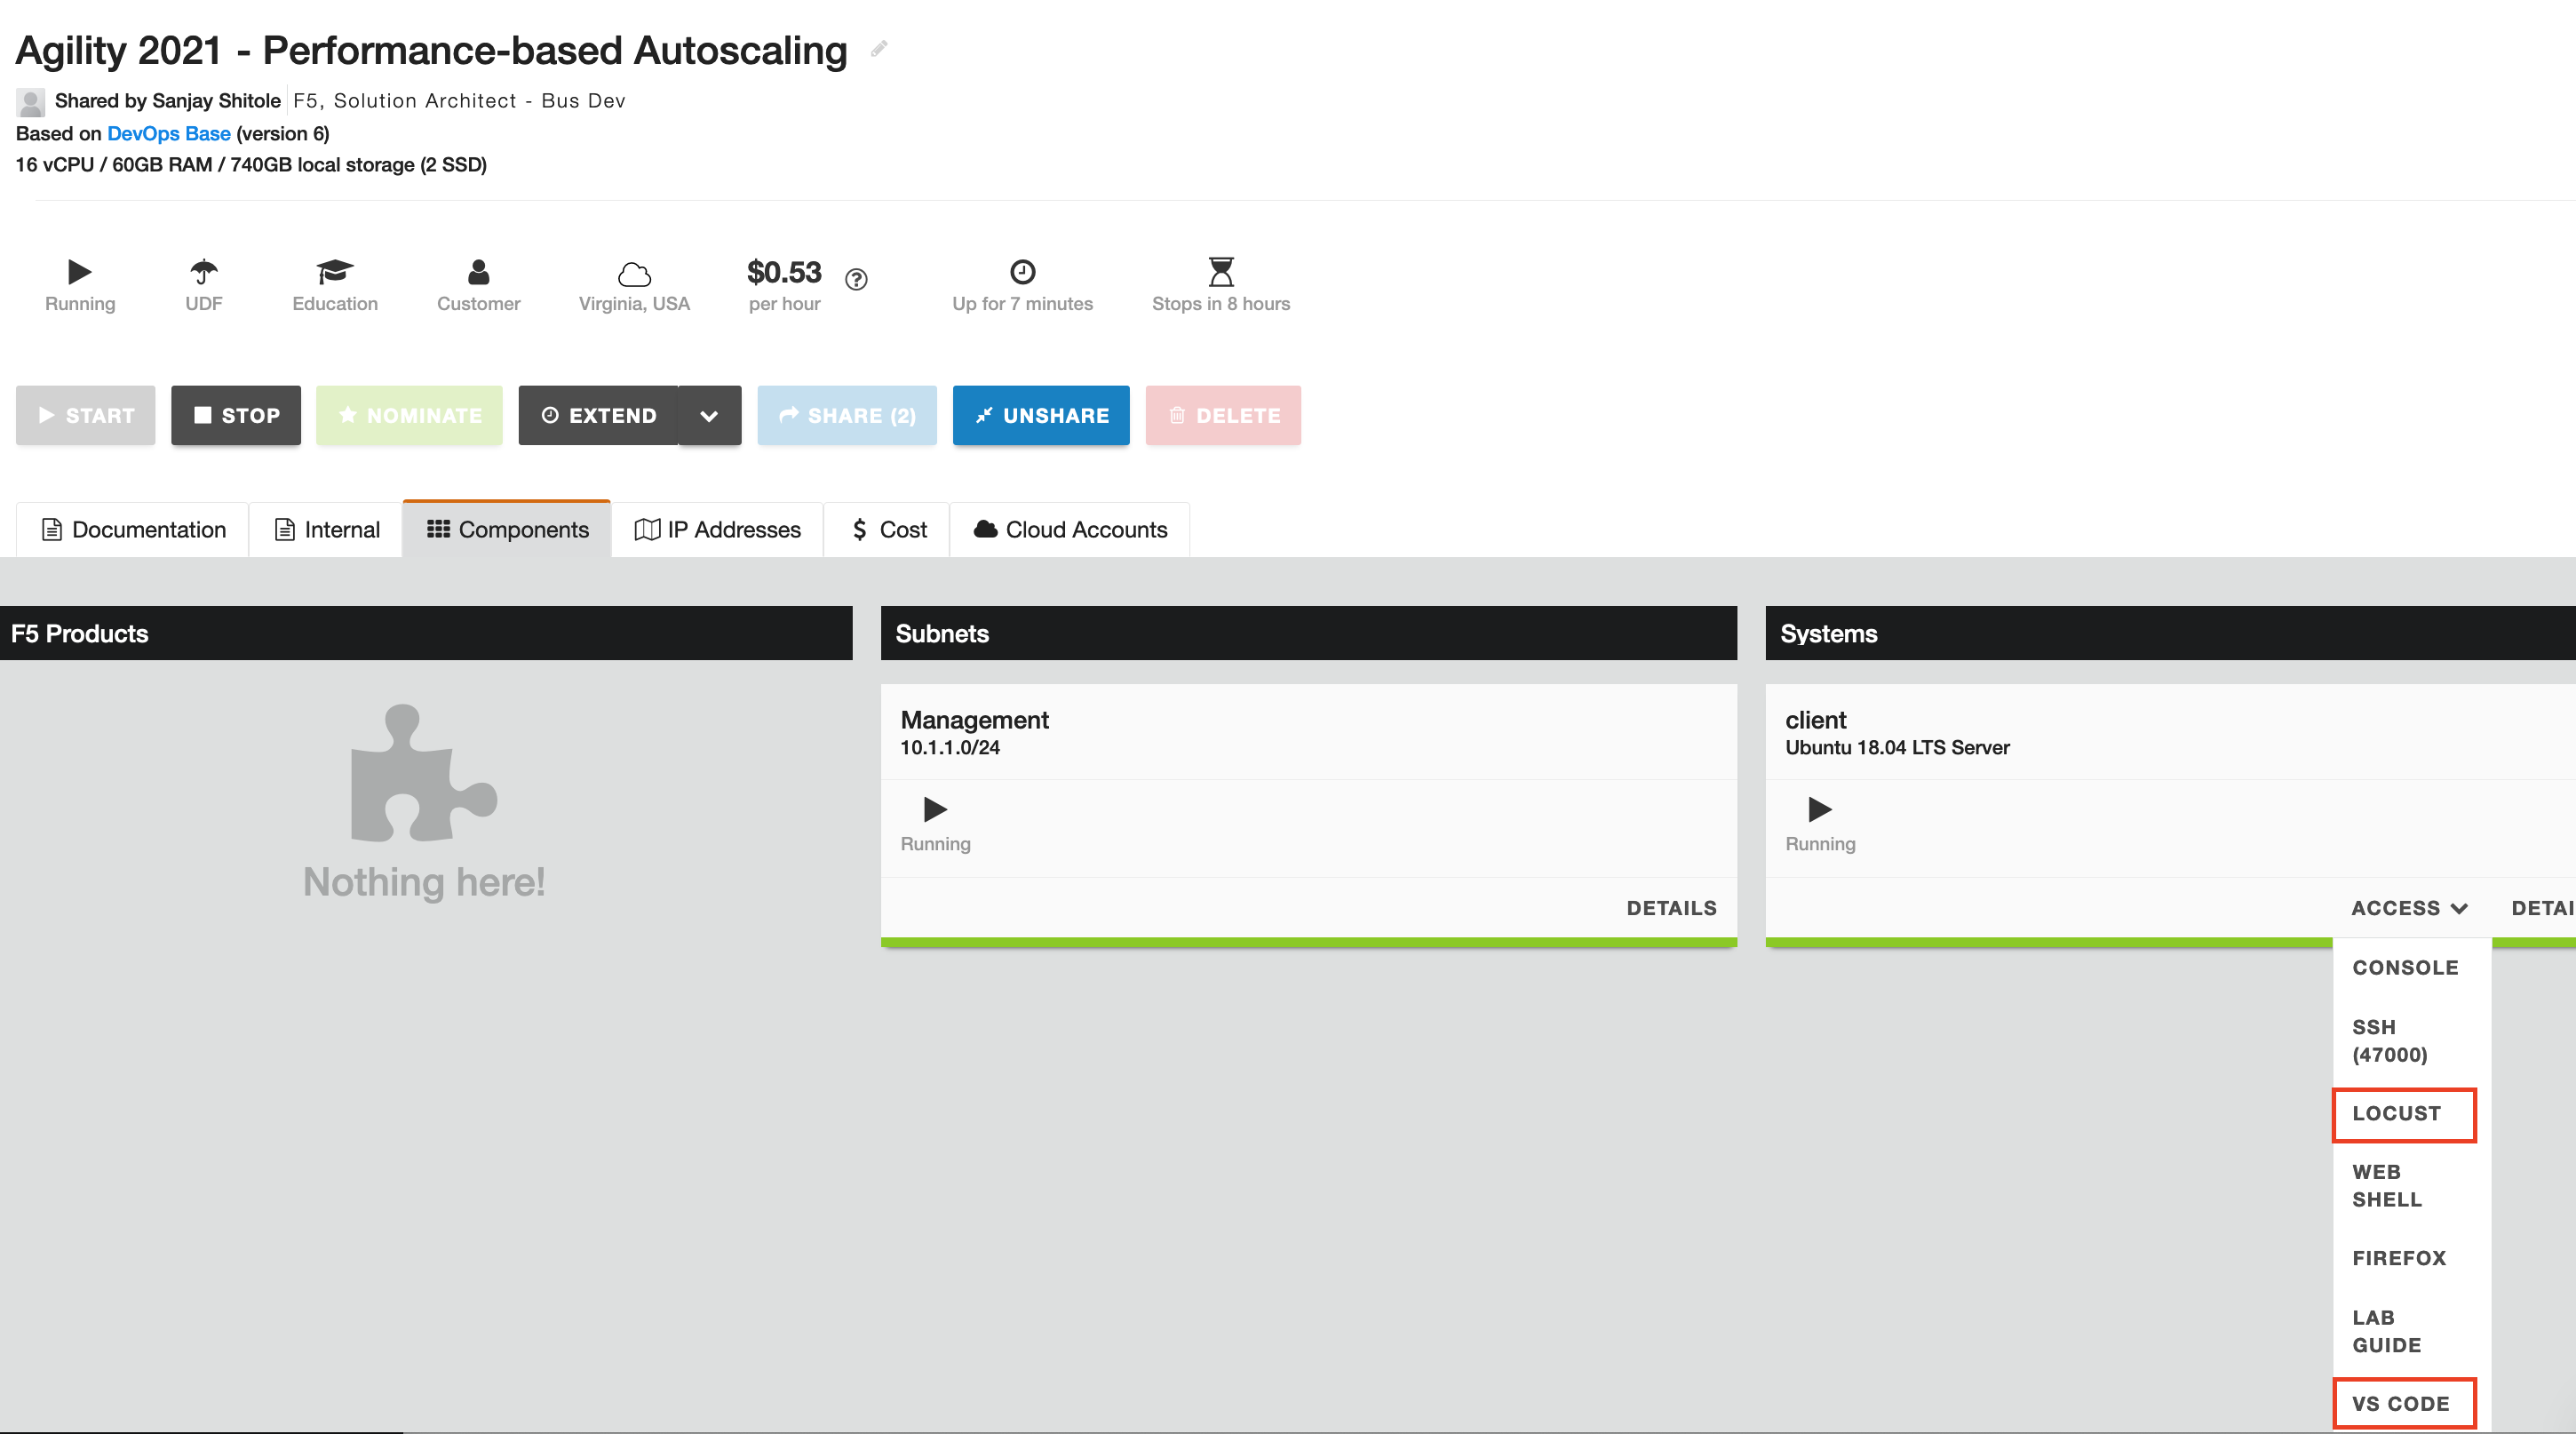 Agility 2021 - Performance-based Autoscaling
Shared by Sanjay Shitole F5, Solution Architect - Bus Dev
Based on DevOps Base (version 6)
16 vCPU / 60GB RAM / 740GB local storage (2 SSD)
$0.53
Running UDF Education Customer Virginia, USA per hour Up for 7 minutes Stops in 8 hours
START STOP NOMINATE EXTEND SHARE (2) UNSHARE DELETE
Documentation Internal Components IP Addresses $ Cost Cloud Accounts
F5 Products Subnets Systems
Management
10.1.1.0/24
Running
DETAILS
client
Ubuntu 18.04 LTS Server
Running
ACCESS DETAI
Nothing here!
CONSOLE
SSH
(47000)
LOCUST
WEB
SHELL
FIREFOX
LAB
GUIDE
VS CODE